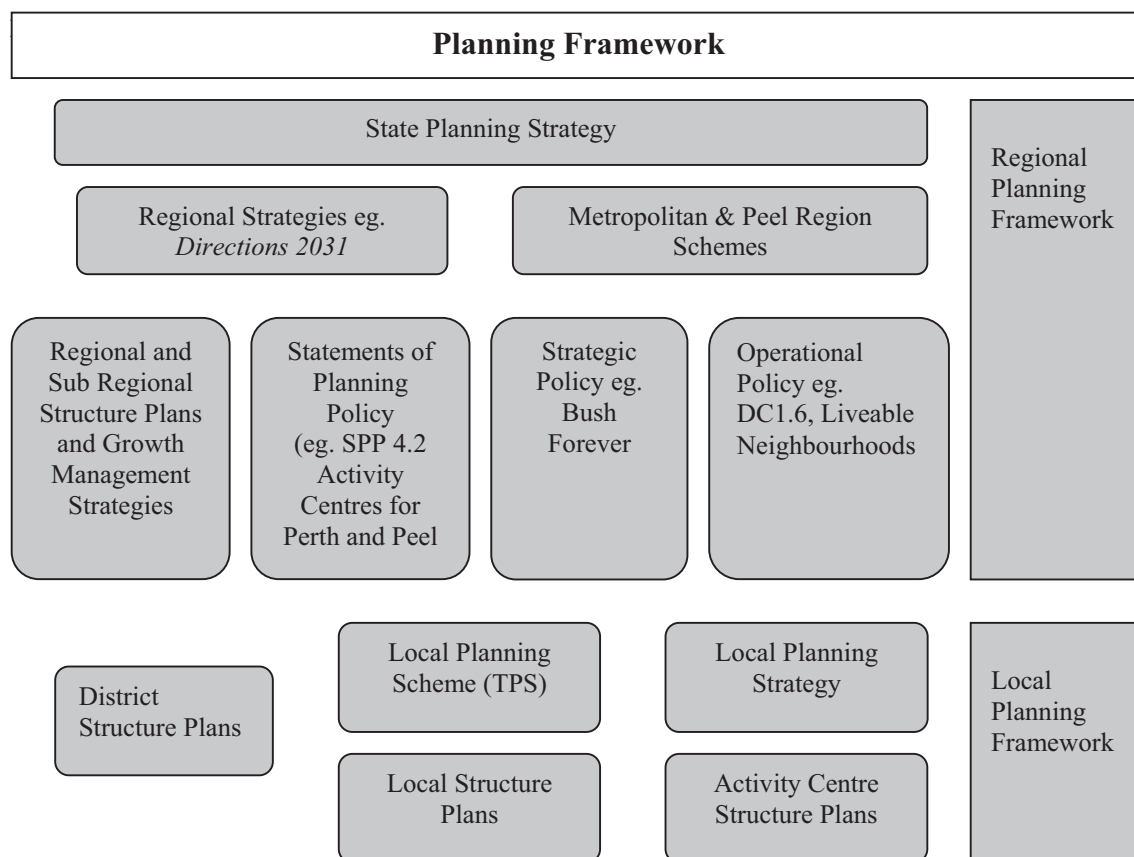 Planning Framework
State Planning Strategy
Regional
Planning
Framework
Regional Strategies eg.
Directions 2031
Metropolitan & Peel Region
Schemes
Regional and
Sub Regional
Structure Plans
and Growth
Management
Strategies
Statements of
Planning
Policy
(eg. SPP 4.2
Activity
Centres for
Perth and Peel
Strategic
Policy eg.
Bush
Forever
Operational
Policy eg.
DC1.6, Liveable
Neighbourhoods
District
Structure Plans
Local Planning
Scheme (TPS)
Local Planning
Strategy
Local Structure
Plans
Activity Centre
Structure Plans
Local
Planning
Framework